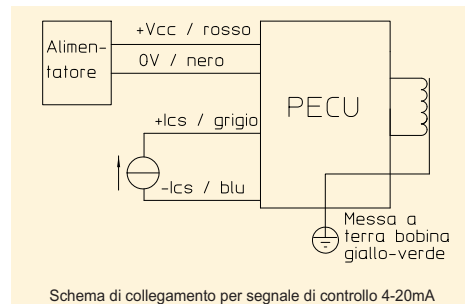 +Vcc / rosso
Alimen-
tatore
0V / nero
PECU
+Ics / grigio
-Ics / blu
Messa a
terra bobina
giallo-verde
Schema di collegamento per segnale di controllo 4-20mA